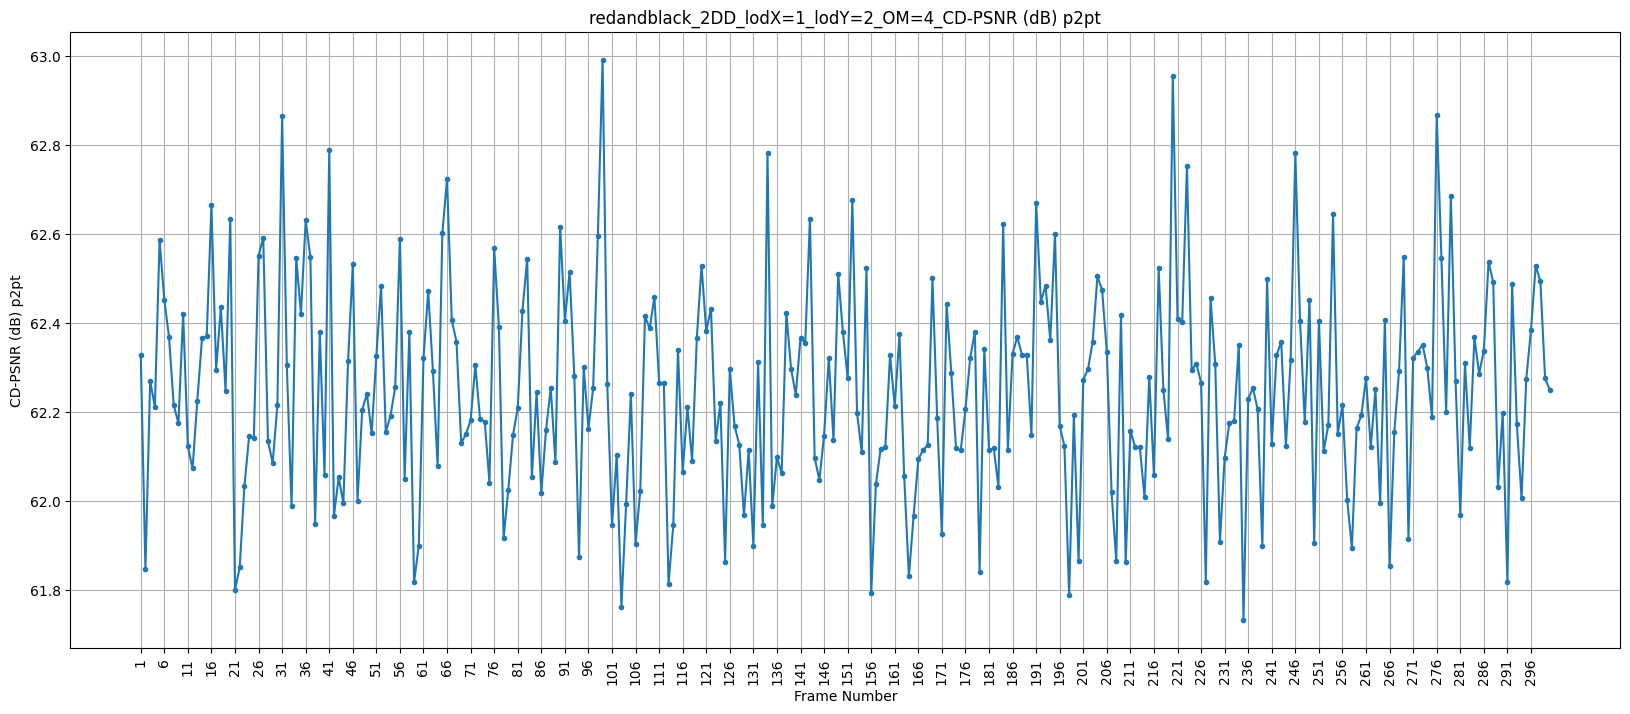 redandblack_2DD_lodX=1_lodY=2_OM=4_CD-PSNR (dB) p2pt
CD-PSNR (dB) p2pt
63.0
62.8
62.6
62.4
62.2
62.0
61.8
1 6 11 16 21 26 31 36 41 46 51 56 61 66 71 76 81 86 91 96 101 106 111 116 121 126 131 136 141 146 151 156 161 166 171 176 181 186 191 196 201 206 211 216 221 226 231 236 241 246 251 256 261 266 271 276 281 286 291 296
Frame Number